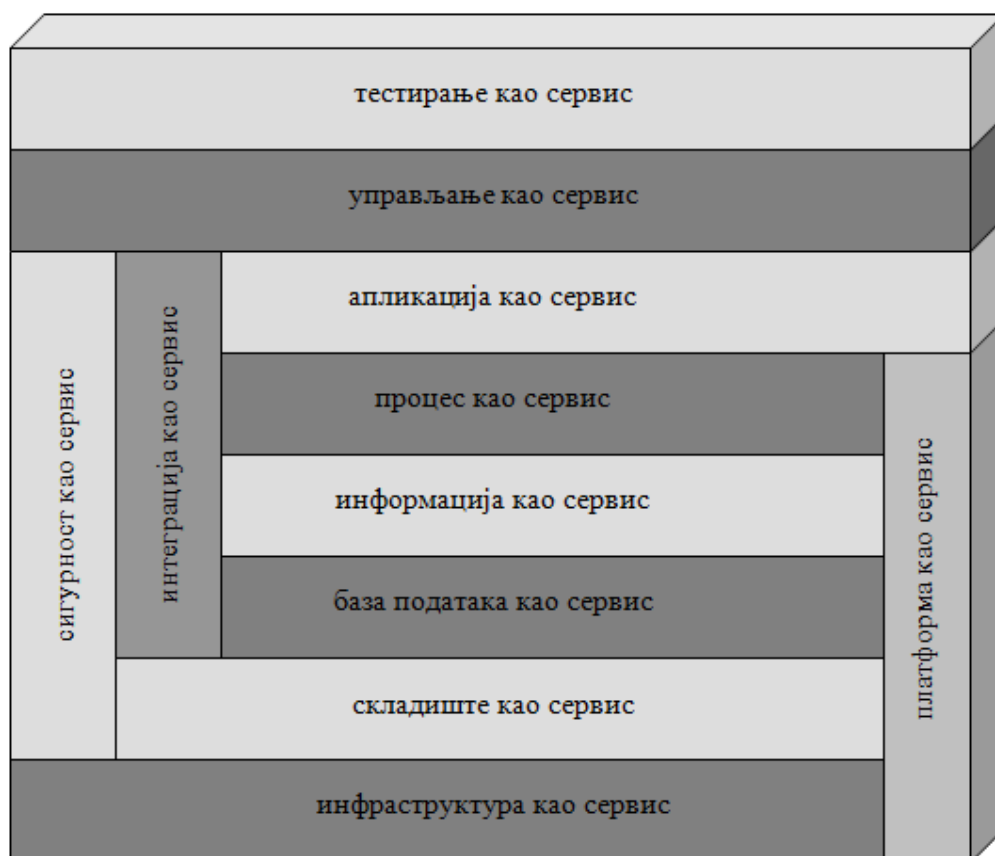 тестирање као сервис
управљање као сервис
сигурност као сервис
интеграција као сервис
апликација као сервис
процес као сервис
информација као сервис
база података као сервис
складиште као сервис
платформа као сервис
инфраструктура као сервис